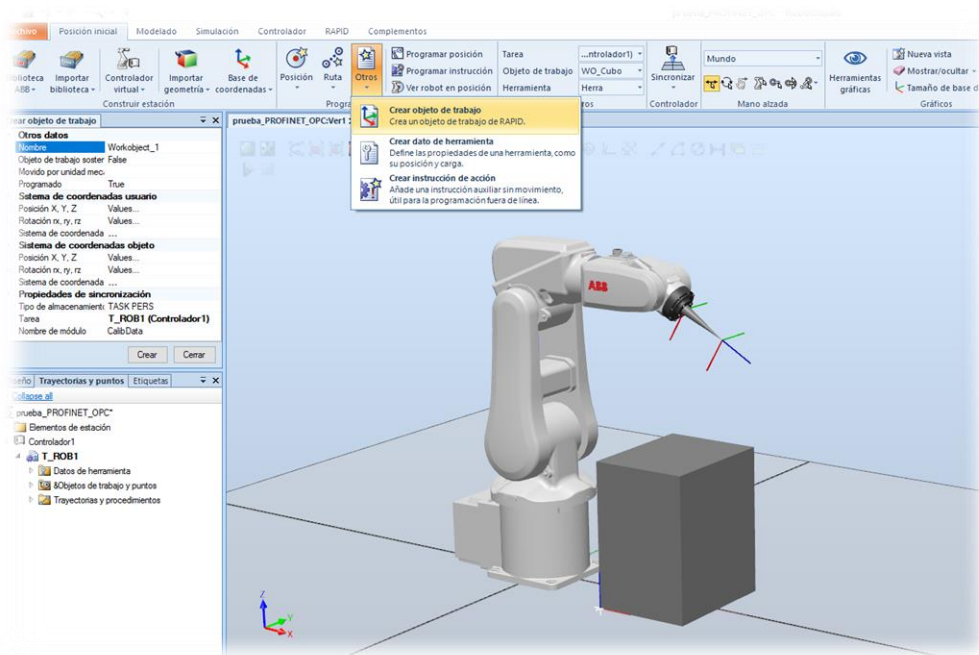 Archivo Posición inicial Modelado Simulación Controlador RAPID Complementos
Importar biblioteca
Controlador virtual
Importar geometría
Base de coordenadas
Construir estación
Posición
Ruta
Otros
Programar posición
Programar instrucción
Ver robot en posición
Tarea ...ntrolador1)
Objeto de trabajo WO_Cubo
Herramienta Herra
Sincronizar
Controlador
Mundo
Mano alzada
Herramientas gráficas
Nueva vista
Mostrar/ocultar
Tamaño de base d
Gráficos
ear objeto de trabajo
Otros datos
Nombre Workobject_1
Objeto de trabajo soster False
Movido por unidad mec
Programado True
Sistema de coordenadas usuario
Posición X, Y, Z Values...
Rotación rx, ry, rz Values...
Sistema de coordenada ...
Sistema de coordenadas objeto
Posición X, Y, Z Values...
Rotación rx, ry, rz Values...
Sistema de coordenada ...
Propiedades de sincronización
Tipo de almacenamient TASK PERS
Tarea T_ROB1 (Controlador1)
Nombre de módulo CalibData
Crear Cerrar
prueba_PROFINET_OPC:Ver1
Crear objeto de trabajo
Crea un objeto de trabajo de RAPID.
Crear dato de herramienta
Define las propiedades de una herramienta, como
su posición y carga.
Crear instrucción de acción
Añade una instrucción auxiliar sin movimiento,
útil para la programación fuera de línea.
Trayectorias y puntos Etiquetas
Collapse all
prueba_PROFINET_OPC*
Elementos de estación
Controlador1
T_ROB1
Datos de herramienta
&Objetos de trabajo y puntos
Trayectorias y procedimientos
ABB
Z
Y
X